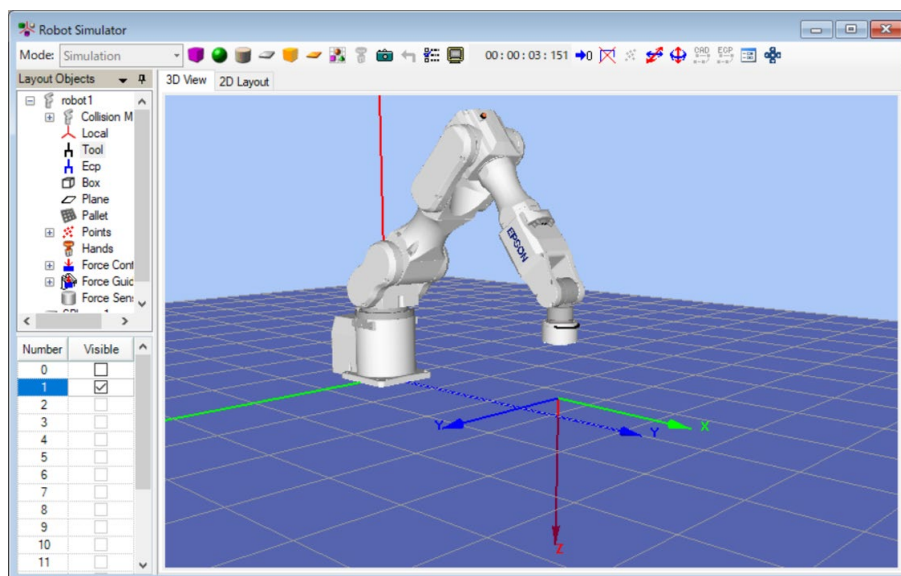 Robot Simulator
Mode: Simulation 00:00:03:151 CAD ECP
Layout Objects
3D View 2D Layout
robot1
Collision M
Local
Tool
Ecp
Box
Plane
Pallet
Points
Hands
Force Cont
Force Guid
Force Sens
Number Visible
0
1
2
3
4
5
6
7
8
9
10
11
EPSON
Y Y X
Z